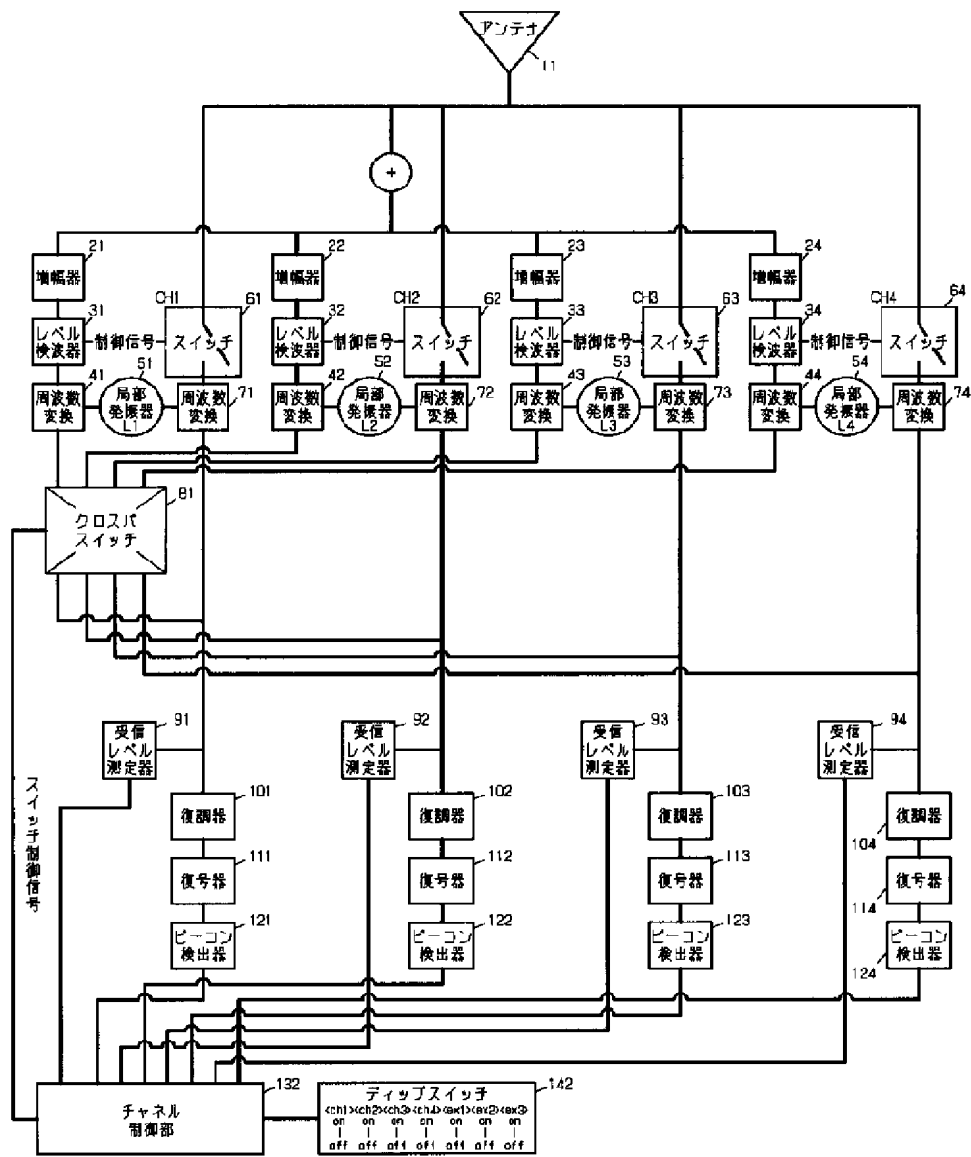 アンテナ
11
+
21
22
23
24
増幅器
増幅器
増幅器
増幅器
31
CH1
61
32
CH2
62
33
CH3
63
34
CH4
64
レベル
検波器
制御信号
スイッチ
レベル
検波器
制御信号
スイッチ
レベル
検波器
制御信号
スイッチ
レベル
検波器
制御信号
スイッチ
41
51
71
42
52
72
43
53
73
44
54
74
周波数
変換
局部
発振器
L1
周波数
変換
周波数
変換
局部
発振器
L2
周波数
変換
周波数
変換
局部
発振器
L3
周波数
変換
周波数
変換
局部
発振器
L4
周波数
変換
81
クロスバ
スイッチ
91
92
93
94
受信
レベル
測定器
受信
レベル
測定器
受信
レベル
測定器
受信
レベル
測定器
スイッチ制御信号
101
102
103
104
復調器
復調器
復調器
復調器
111
112
113
114
復号器
復号器
復号器
復号器
121
122
123
124
ビーコン
検出器
ビーコン
検出器
ビーコン
検出器
ビーコン
検出器
132
142
チャネル
制御部
ディップスイッチ
<ch1><ch2><ch3><ch4><ex1><ex2><ex3>
on on on on on on on
off off off off off off off